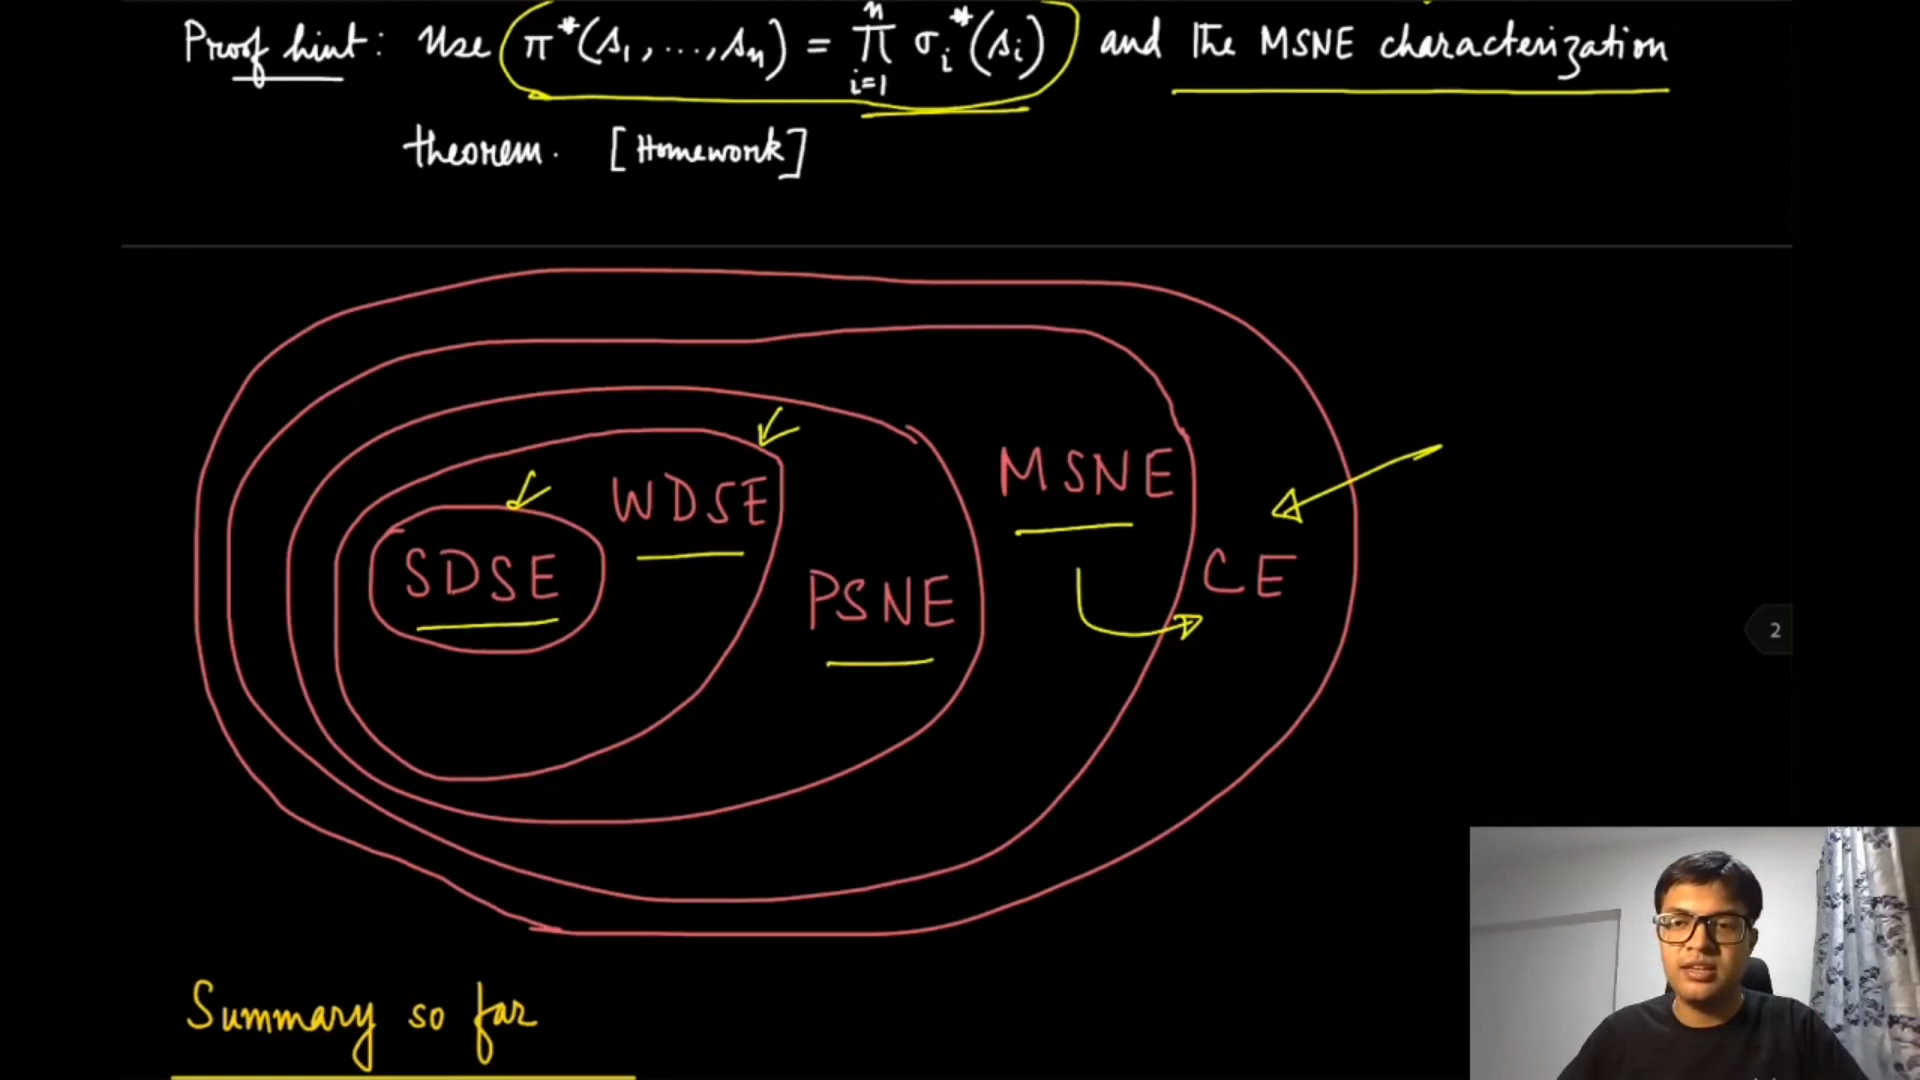 Proof hint: Use π*(s₁, ..., sₙ) = ∏ᵢ₌₁ⁿ σᵢ*(sᵢ) and the MSNE characterization
theorem. [Homework]
MSNE
WDSE
SDSE
PSNE
CE
2
Summary so far